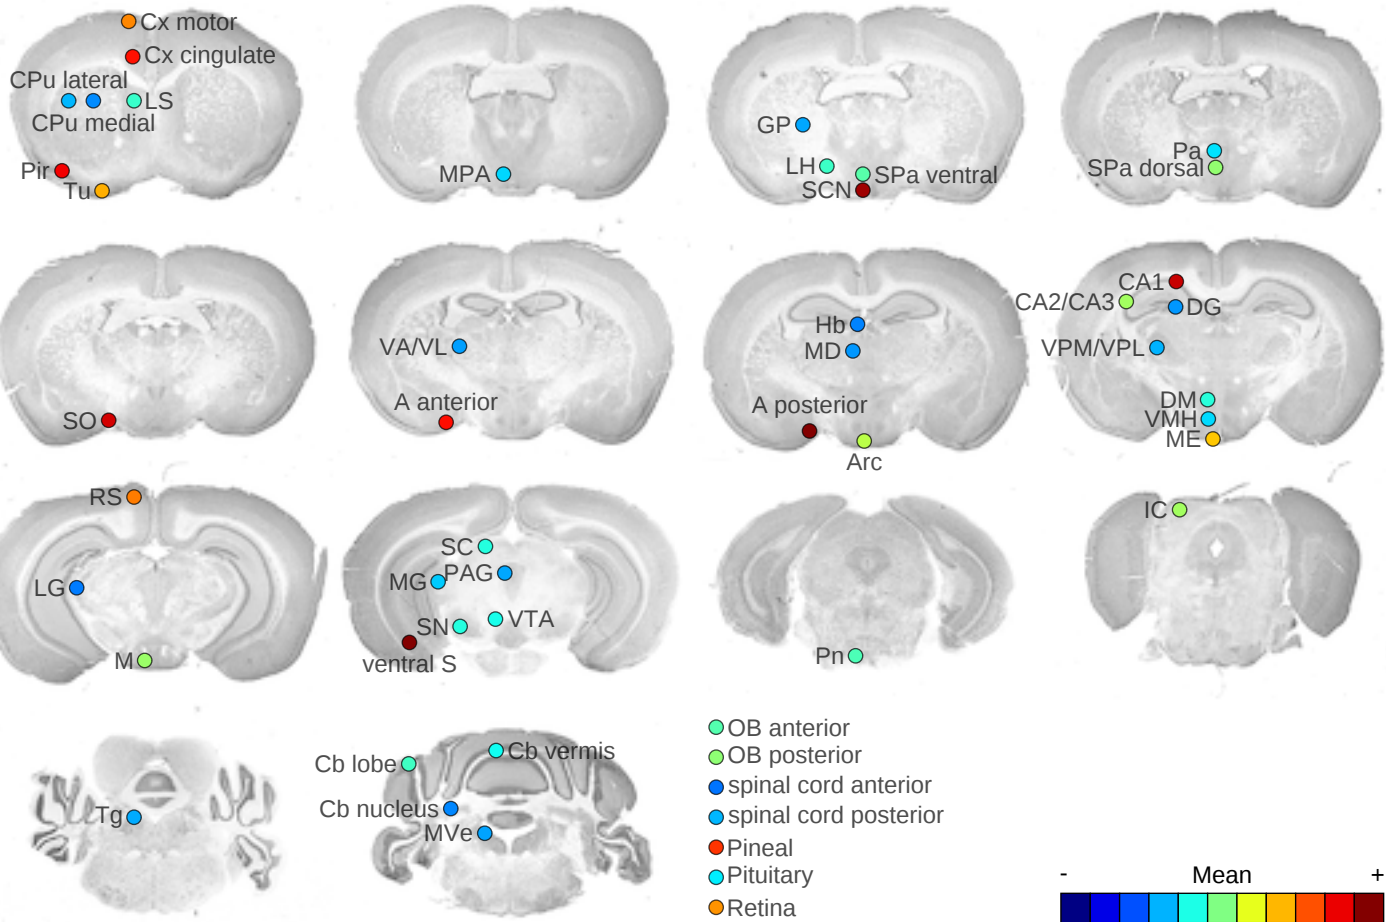 Cx motor
Cx cingulate
CPu lateral
LS
CPu medial
Pir
Tu
MPA
GP
LH
SPa ventral
SCN
Pa
SPa dorsal
SO
VA/VL
A anterior
Hb
MD
A posterior
Arc
CA1
CA2/CA3
DG
VPM/VPL
DM
VMH
ME
RS
LG
M
SC
MG
PAG
SN
VTA
ventral S
Pn
IC
Tg
Cb lobe
Cb vermis
Cb nucleus
MVe
OB anterior
OB posterior
spinal cord anterior
spinal cord posterior
Pineal
Pituitary
Retina
- Mean +